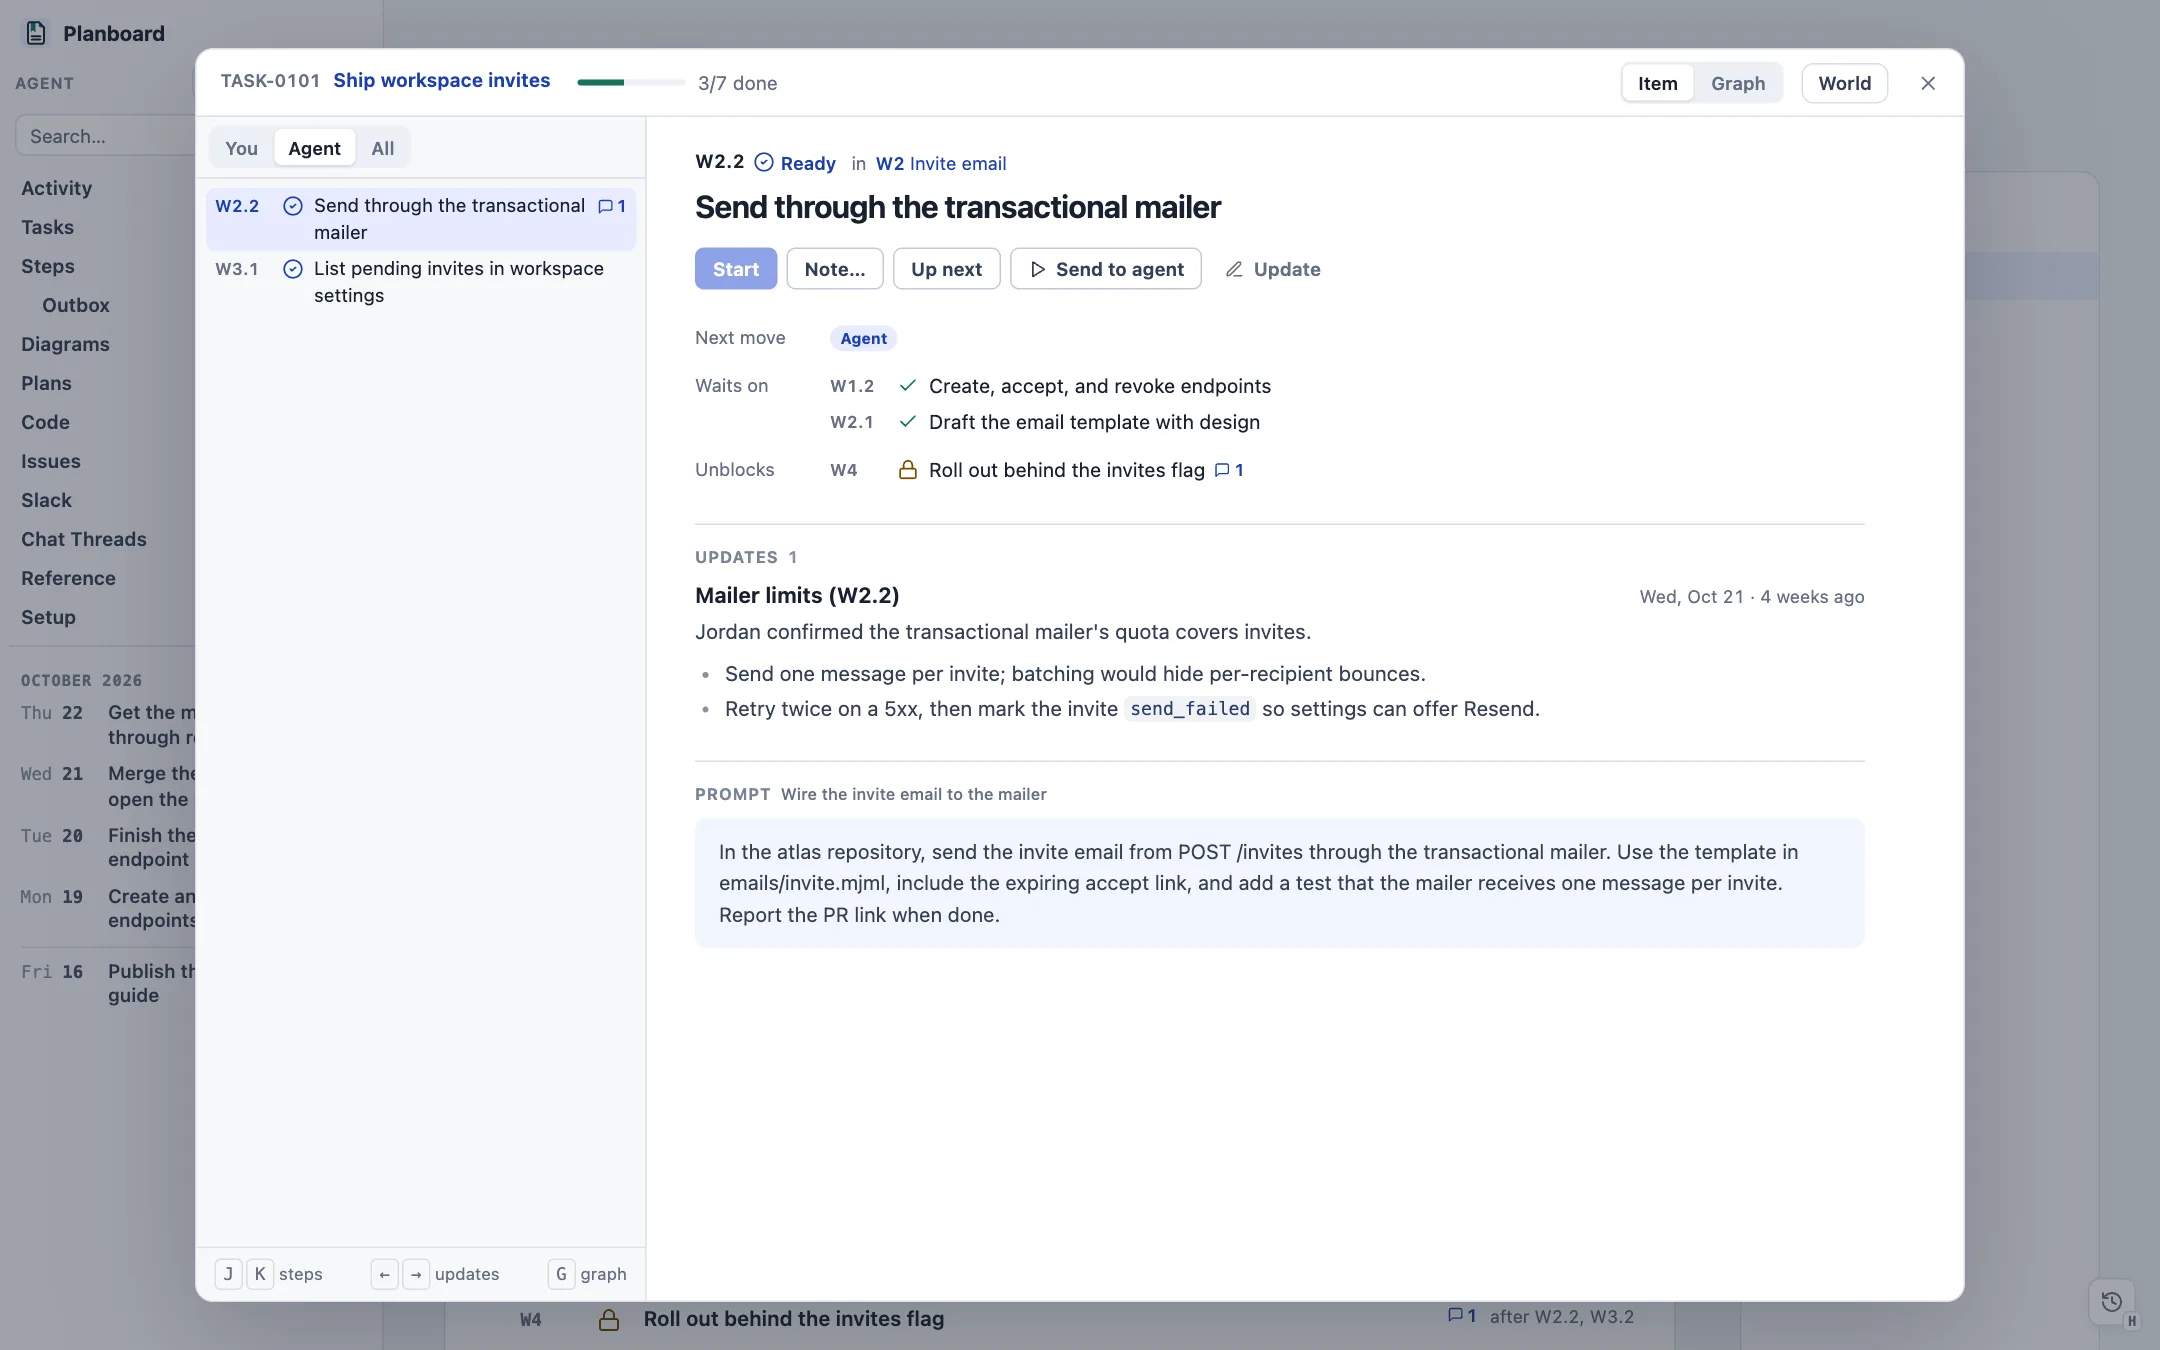 Planboard
AGENT
Search...
Activity
Tasks
Steps
Outbox
Diagrams
Plans
Code
Issues
Slack
Chat Threads
Reference
Setup
OCTOBER 2026
Thu 22 Get the
through
Wed 21 Merge the
open the
Tue 20 Finish the
endpoint
Mon 19 Create
endpoints
Fri 16 Publish
guide
TASK-0101 Ship workspace invites 3/7 done
Item Graph World
You Agent All
W2.2 Send through the transactional 1
mailer
W3.1 List pending invites in workspace
settings
J K steps ← → updates G graph
W2.2 Ready in W2 Invite email
Send through the transactional mailer
Start Note... Up next Send to agent Update
Next move Agent
Waits on W1.2 Create, accept, and revoke endpoints
W2.1 Draft the email template with design
Unblocks W4 Roll out behind the invites flag 1
UPDATES 1
Mailer limits (W2.2) Wed, Oct 21 · 4 weeks ago
Jordan confirmed the transactional mailer's quota covers invites.
• Send one message per invite; batching would hide per-recipient bounces.
• Retry twice on a 5xx, then mark the invite send_failed so settings can offer Resend.
PROMPT Wire the invite email to the mailer
In the atlas repository, send the invite email from POST /invites through the transactional mailer. Use the template in
emails/invite.mjml, include the expiring accept link, and add a test that the mailer receives one message per invite.
Report the PR link when done.
W4 Roll out behind the invites flag 1 after W2.2, W3.2
H